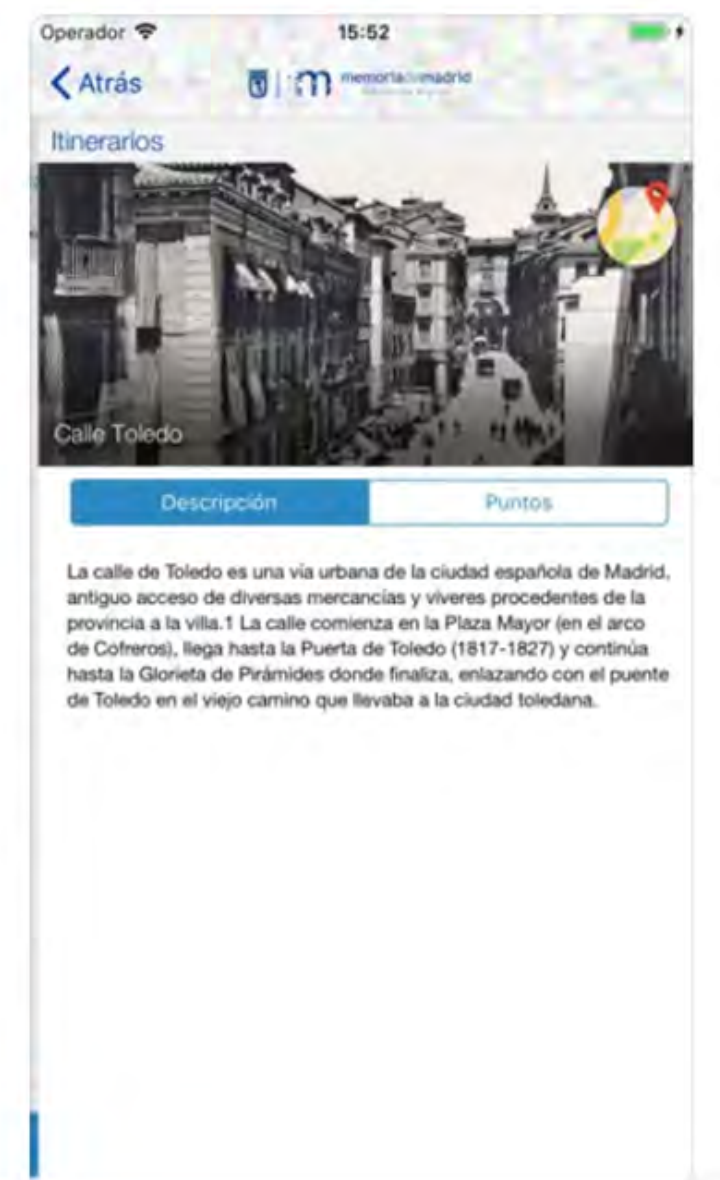 Operador
15:52
Atrás
memoriademadrid
Itinerarios
Calle Toledo
Descripción
Puntos
La calle de Toledo es una vía urbana de la ciudad española de Madrid,
antiguo acceso de diversas mercancías y víveres procedentes de la
provincia a la villa.1 La calle comienza en la Plaza Mayor (en el arco
de Cofreros), llega hasta la Puerta de Toledo (1817-1827) y continúa
hasta la Glorieta de Pirámides donde finaliza, enlazando con el puente
de Toledo en el viejo camino que llevaba a la ciudad toledana.